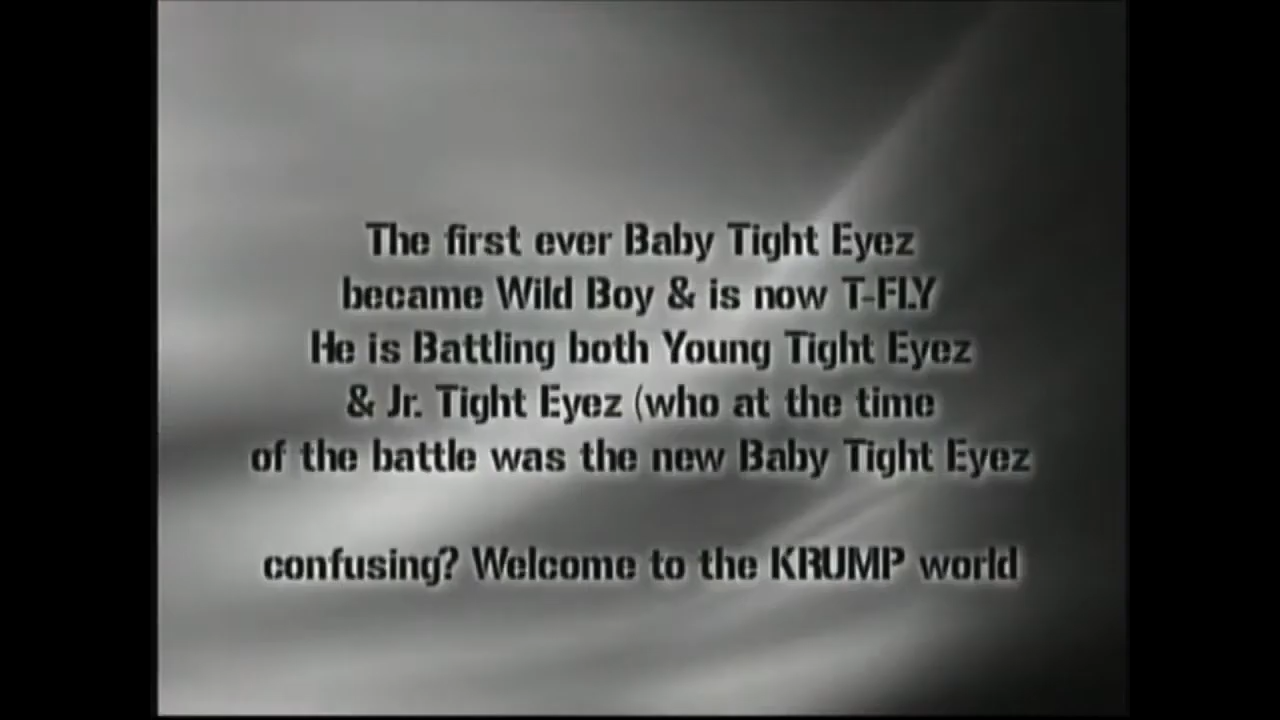 The first ever Baby Tight Eyez
became Wild Boy & is now T-FLY
He is Battling both Young Tight Eyez
& Jr. Tight Eyez (who at the time
of the battle was the new Baby Tight Eyez
confusing? Welcome to the KRUMP world